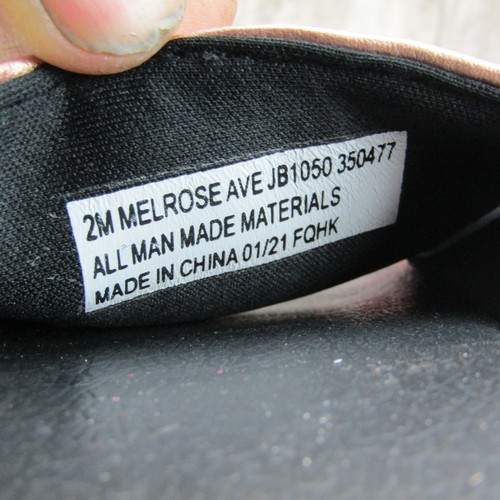 2M MELROSE AVE JB1050 350477
ALL MAN MADE MATERIALS
MADE IN CHINA 01/21 FQHK